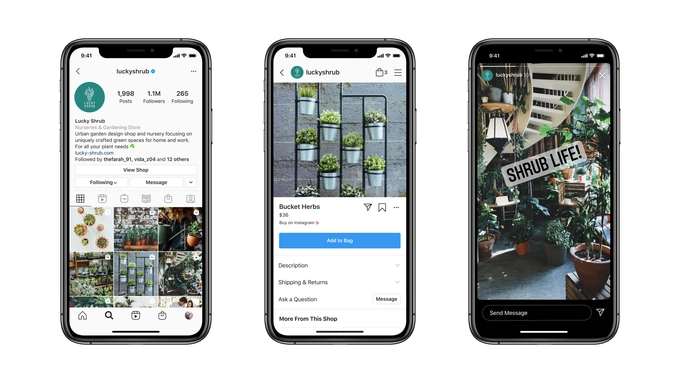 9:41
luckyshrub
LUCKY
SHRUB
1,998 1.1M 265
Posts Followers Following
Lucky Shrub
Nurseries & Gardening Store
Urban garden design shop and nursery focusing on
uniquely crafted green spaces for home and work.
For all your plant needs
lucky-shrub.com
Followed by thefarah_91, vida_z04 and 12 others
View Shop
Following Message
9:41
luckyshrub 3
Bucket Herbs
$36
Buy on Instagram
Add to Bag
Description
Shipping & Returns
Ask a Question Message
More From This Shop
9:41
luckyshrub
SHRUB LIFE!
Send Message